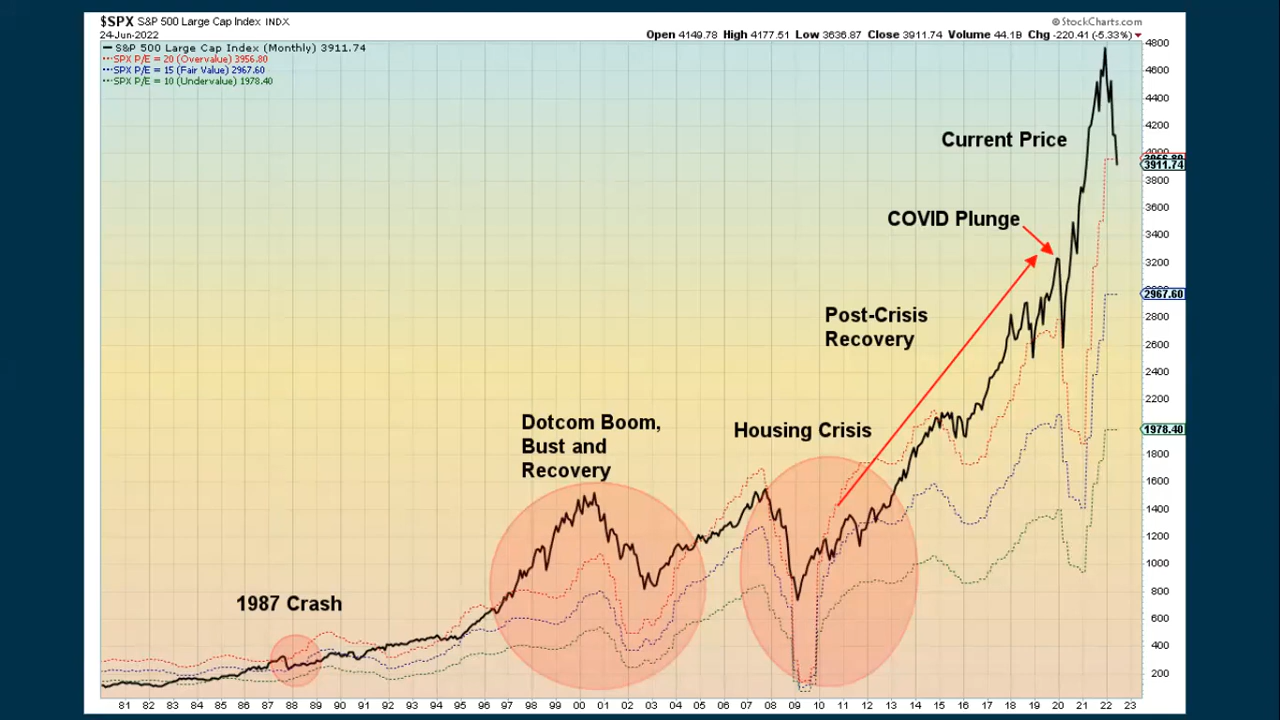 $SPX S&P 500 Large Cap Index INDX
© StockCharts.com
24-Jun-2022
Open 4149.78 High 4177.51 Low 3636.87 Close 3911.74 Volume 44.1B Chg -220.41 (-5.33%)
S&P 500 Large Cap Index (Monthly) 3911.74
SPX P/E = 20 (Overvalue) 3956.80
SPX P/E = 15 (Fair Value) 2967.60
SPX P/E = 10 (Undervalue) 1978.40
4800
4600
4400
4200
4000
3956.80
3911.74
3800
3600
3400
3200
3000
2967.60
2800
2600
2400
2200
1978.40
1800
1600
1400
1200
1000
800
600
400
200
Current Price
COVID Plunge
Post-Crisis
Recovery
Dotcom Boom,
Bust and
Recovery
Housing Crisis
1987 Crash
81 82 83 84 85 86 87 88 89 90 91 92 93 94 95 96 97 98 99 00 01 02 03 04 05 06 07 08 09 10 11 12 13 14 15 16 17 18 19 20 21 22 23